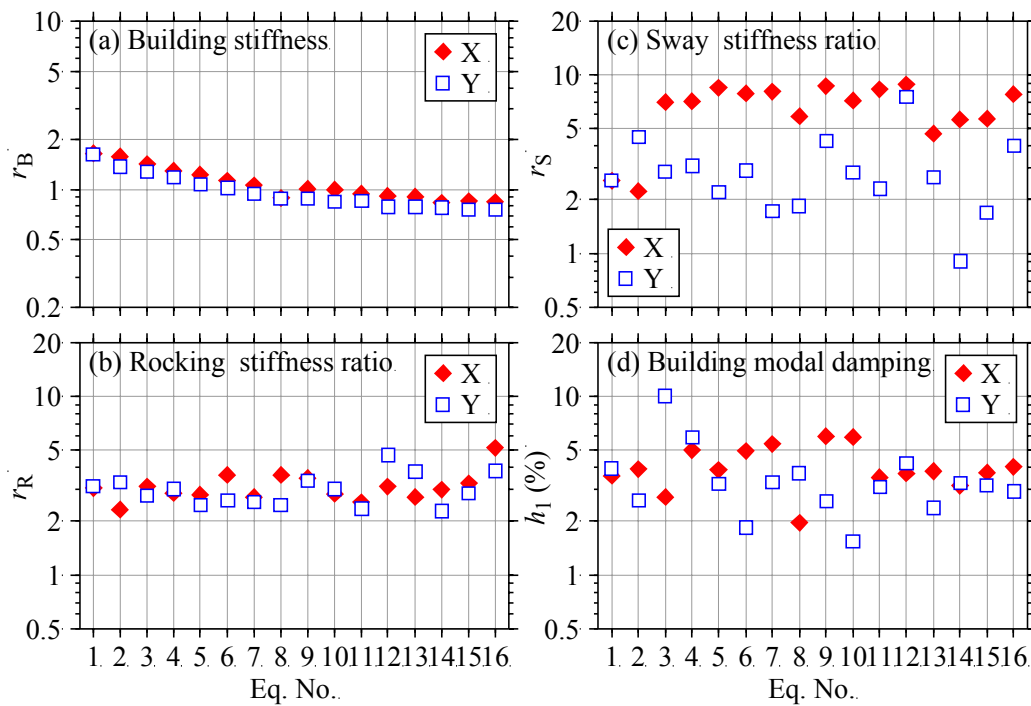 (a) Building stiffness
X
Y
10
5
2
1
0.5
0.2
rB
(c) Sway stiffness ratio
X
Y
20
10
5
2
1
0.5
rS
(b) Rocking stiffness ratio
X
Y
20
10
5
2
1
0.5
rR
1. 2. 3. 4. 5. 6. 7. 8. 9. 10. 11. 12. 13. 14. 15. 16.
Eq. No..
(d) Building modal damping
X
Y
20
10
5
2
1
0.5
h1 (%)
1. 2. 3. 4. 5. 6. 7. 8. 9. 10. 11. 12. 13. 14. 15. 16.
Eq. No..